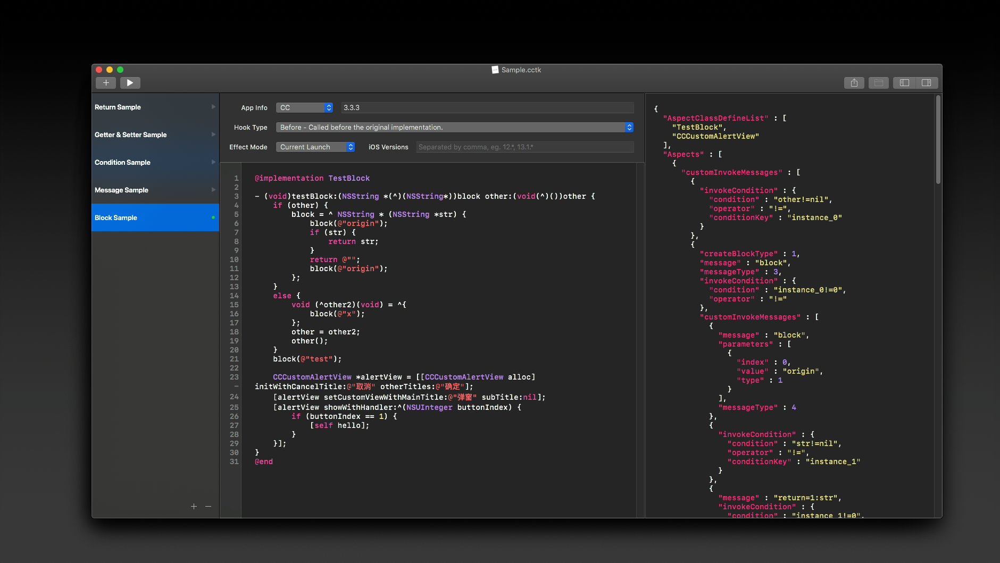 Sample.cctk
Return Sample
Getter & Setter Sample
Condition Sample
Message Sample
Block Sample
App Info CC 3.3.3
Hook Type Before - Called before the original implementation.
Effect Mode Current Launch iOS Versions Separated by comma, eg. 12.*, 13.1.*
1 @implementation TestBlock
2
3 - (void)testBlock:(NSString *(^)(NSString*))block other:(void(^)())other {
4 if (other) {
5 block = ^ NSString * (NSString *str) {
6 block(@"origin");
7 if (str) {
8 return str;
9 }
10 return @"";
11 block(@"origin");
12 };
13 }
14 else {
15 void (^other2)(void) = ^{
16 block(@"x");
17 };
18 other = other2;
19 other();
20 }
21 block(@"test");
22
23 CCCustomAlertView *alertView = [[CCCustomAlertView alloc]
- initWithCancelTitle:@"取消" otherTitles:@"确定"];
24 [alertView setCustomViewWithMainTitle:@"弹窗" subTitle:nil];
25 [alertView showWithHandler:^(NSUInteger buttonIndex) {
26 if (buttonIndex == 1) {
27 [self hello];
28 }
29 }];
30 }
31 @end
{
"AspectClassDefineList" : [
"TestBlock",
"CCCustomAlertView"
],
"Aspects" : [
{
"customInvokeMessages" : [
{
"invokeCondition" : {
"condition" : "other!=nil",
"operator" : "!=",
"conditionKey" : "instance_0"
}
},
{
"createBlockType" : 1,
"message" : "block",
"messageType" : 3,
"invokeCondition" : {
"condition" : "instance_0!=0",
"operator" : "!="
},
"customInvokeMessages" : [
{
"message" : "block",
"parameters" : [
{
"index" : 0,
"value" : "origin",
"type" : 1
}
],
"messageType" : 4
},
{
"invokeCondition" : {
"condition" : "str!=nil",
"operator" : "!=",
"conditionKey" : "instance_1"
}
},
{
"message" : "return=1:str",
"invokeCondition" : {
"condition" : "instance_1!=0",